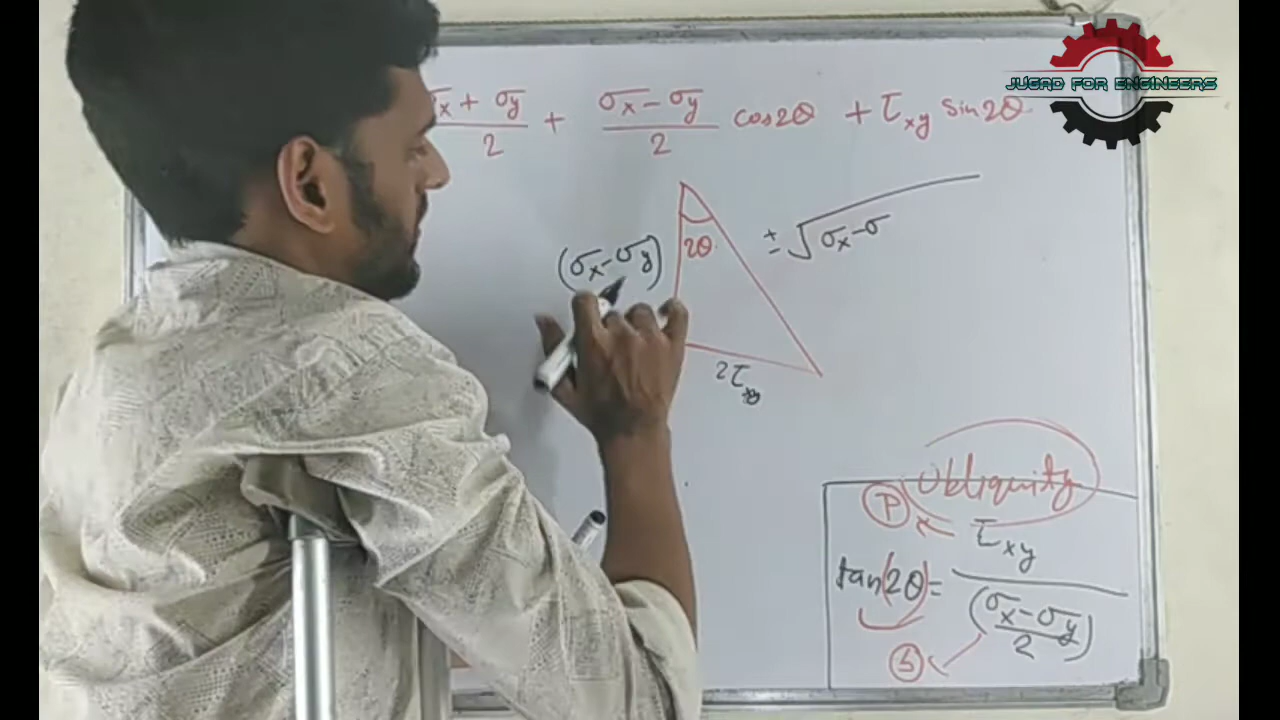 JUGAD FOR ENGINEERS
σx + σy / 2 + σx - σy / 2 cos2θ + τxy sin2θ
2θ
± √ σx - σ
(σx - σy)
2τxy
Obliquity
P
τxy
tan(2θ) =
(σx - σy / 2)